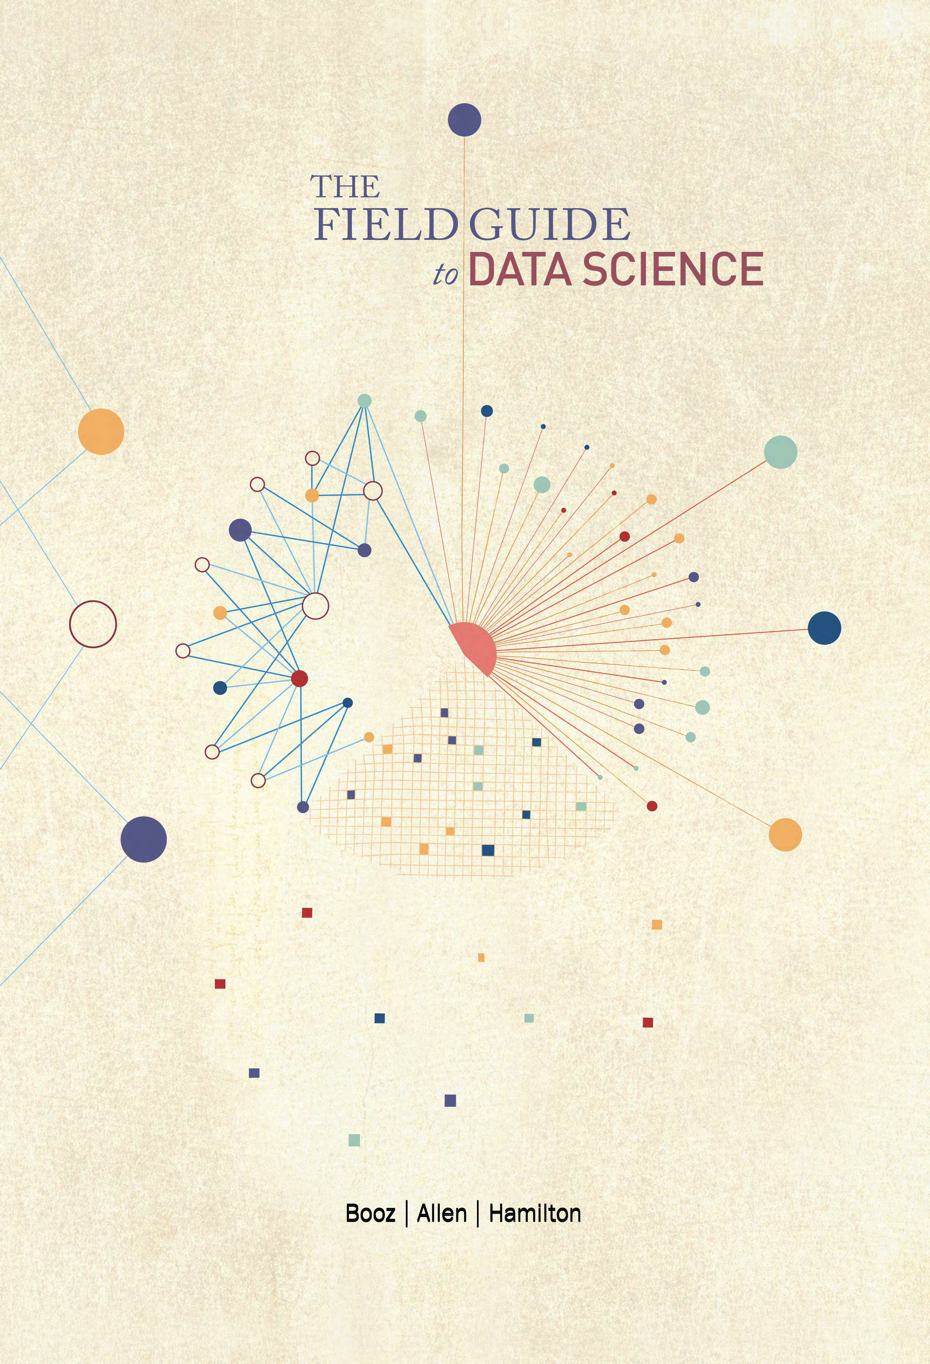 THE
FIELD GUIDE
to DATA SCIENCE
Booz | Allen | Hamilton